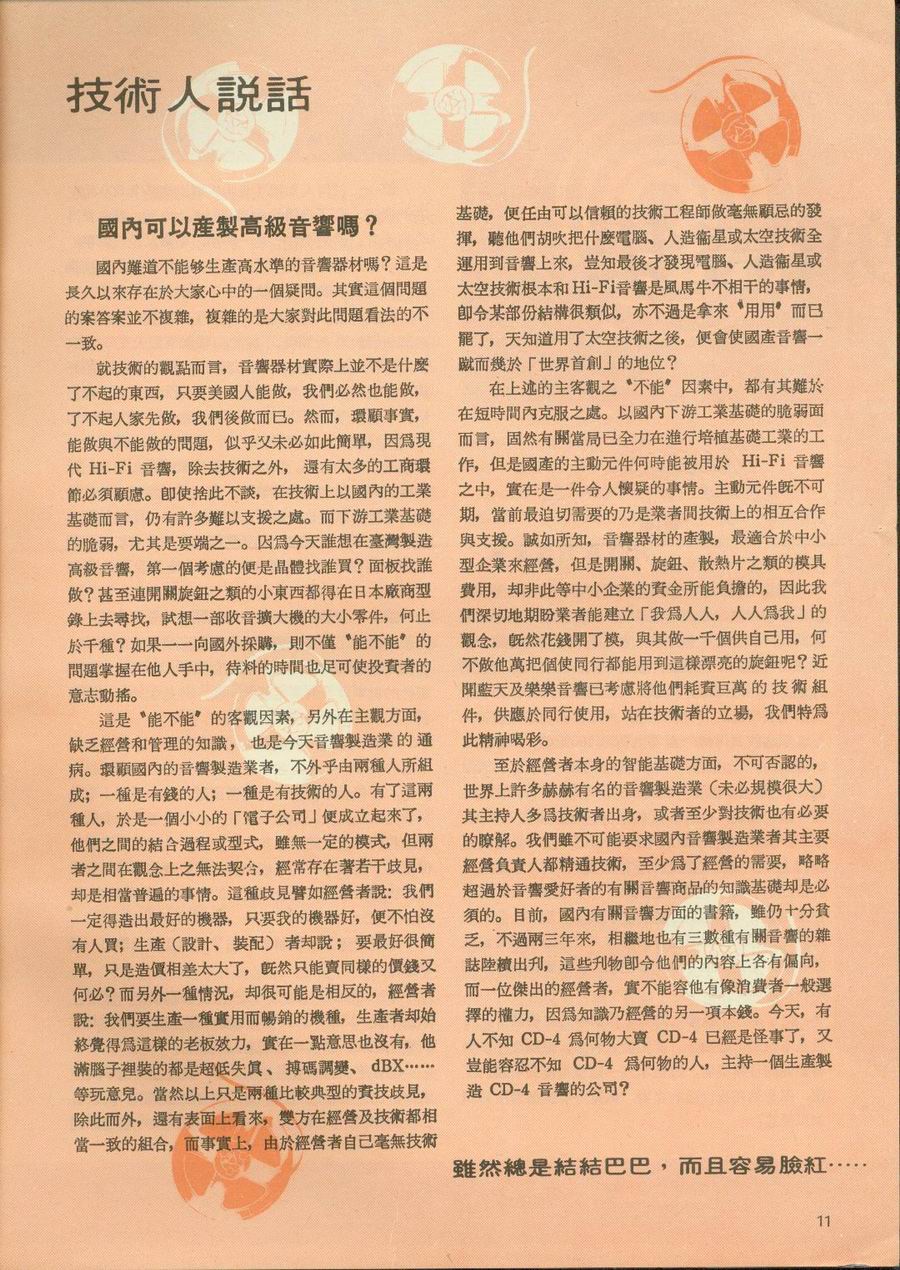 技術人説話
國內可以產製高級音響嗎？
國內難道不能够生產高水準的音響器材嗎？這是
長久以來存在於大家心中的一個疑問。其實這個問題
的案答案並不複雜，複雜的是大家對此問題看法的不
一致。
就技術的觀點而言，音響器材實際上並不是什麼
了不起的東西，只要美國人能做，我們必然也能做，
了不起人家先做，我們後做而已。然而，環顧事實，
能做與不能做的問題，似乎又未必如此簡單，因爲現
代 Hi-Fi 音響，除去技術之外， 還有太多的工商環
節必須顧慮。卽使捨此不談，在技術上以國內的工業
基礎而言，仍有許多難以支援之處。而下游工業基礎
的脆弱，尤其是要端之一。因爲今天誰想在臺灣製造
高級音響，第一個考慮的便是晶體找誰買？面板找誰
做？甚至連開關旋鈕之類的小東西都得在日本廠商型
錄上去尋找，試想一部收音擴大機的大小零件，何止
於千種？如果一一向國外採購，則不僅〝能不能〞的
問題掌握在他人手中，待料的時間也足可使投資者的
意志動搖。
這是〝能不能〞的客觀因素，另外在主觀方面，
缺乏經營和管理的知識，也是今天音響製造業的通
病。環顧國內的音響製造業者，不外乎由兩種人所組
成；一種是有錢的人；一種是有技術的人。有了這兩
種人，於是一個小小的「電子公司」便成立起來了，
他們之間的結合過程或型式，雖無一定的模式，但兩
者之間在觀念上之無法契合，經常存在著若干歧見，
却是相當普遍的事情。這種歧見譬如經營者說：我們
一定得造出最好的機器，只要我的機器好，便不怕沒
有人買；生產（設計、裝配）者却說；要最好很簡
單，只是造價相差太大了，旣然只能賣同樣的價錢又
何必？而另外一種情況，却很可能是相反的，經營者
說：我們要生產一種實用而暢銷的機種，生產者却始
終覺得爲這樣的老板效力，實在一點意思也沒有，他
滿腦子裡裝的都是超低失眞、搏碼調變、 dBX……
等玩意兒。當然以上只是兩種比較典型的資技歧見，
除此而外，還有表面上看來，雙方在經營及技術都相
當一致的組合，而事實上，由於經營者自己毫無技術
基礎，便任由可以信賴的技術工程師做毫無顧忌的發
揮，聽他們胡吹把什麼電腦、人造衞星或太空技術全
運用到音響上來，豈知最後才發現電腦、人造衞星或
太空技術根本和Hi-Fi音響是風馬牛不相干的事情，
卽令某部份結構很類似，亦不過是拿來〝用用〞而已
罷了，天知道用了太空技術之後，便會使國產音響一
蹴而幾於「世界首創」的地位？
在上述的主客觀之〝不能〞因素中，都有其難於
在短時間內克服之處。以國內下游工業基礎的脆弱面
而言，固然有關當局已全力在進行培植基礎工業的工
作，但是國產的主動元件何時能被用於 Hi-Fi 音響
之中，實在是一件令人懷疑的事情。主動元件旣不可
期，當前最迫切需要的乃是業者間技術上的相互合作
與支援。誠如所知，音響器材的產製，最適合於中小
型企業來經營，但是開關、旋鈕、散熱片之類的模具
費用，却非此等中小企業的資金所能負擔的，因此我
們深切地期盼業者能建立「我爲人人，人人爲我」的
觀念，旣然花錢開了模，與其做一千個供自己用，何
不做他萬把個使同行都能用到這樣漂亮的旋鈕呢？近
聞藍天及樂樂音響已考慮將他們耗資巨萬的技術組
件，供應於同行使用，站在技術者的立場，我們特爲
此精神喝彩。
至於經營者本身的智能基礎方面，不可否認的，
世界上許多赫赫有名的音響製造業（未必規模很大）
其主持人多爲技術者出身，或者至少對技術也有必要
的瞭解。我們雖不可能要求國內音響製造業者其主要
經營負責人都精通技術，至少爲了經營的需要，略略
超過於音響愛好者的有關音響商品的知識基礎却是必
須的。目前，國內有關音響方面的書籍，雖仍十分貧
乏，不過兩三年來，相繼地也有三數種有關音響的雜
誌陸續出刋，這些刋物卽令他們的內容上各有偏向，
而一位傑出的經營者，實不能容他有像消費者一般選
擇的權力，因爲知識乃經營的另一項本錢。今天，有
人不知 CD-4 爲何物大賣 CD-4 已經是怪事了，又
豈能容忍不知 CD-4 爲何物的人，主持一個生產製
造 CD-4 音響的公司？
雖然總是結結巴巴，而且容易臉紅⋯⋯
11